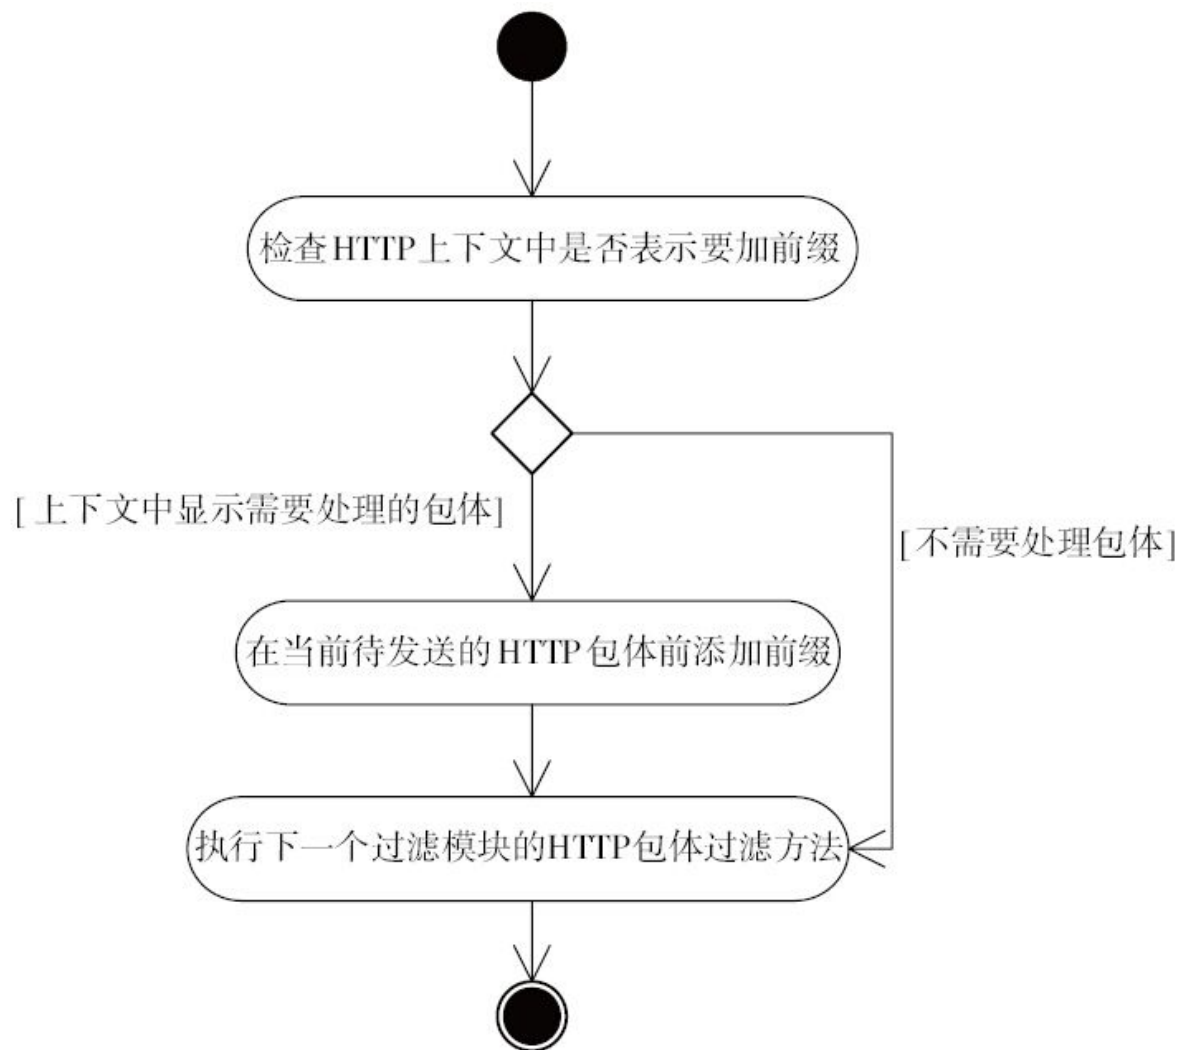 检查HTTP上下文中是否表示要加前缀
[上下文中显示需要处理的包体]
[不需要处理包体]
在当前待发送的HTTP包体前添加前缀
执行下一个过滤模块的HTTP包体过滤方法